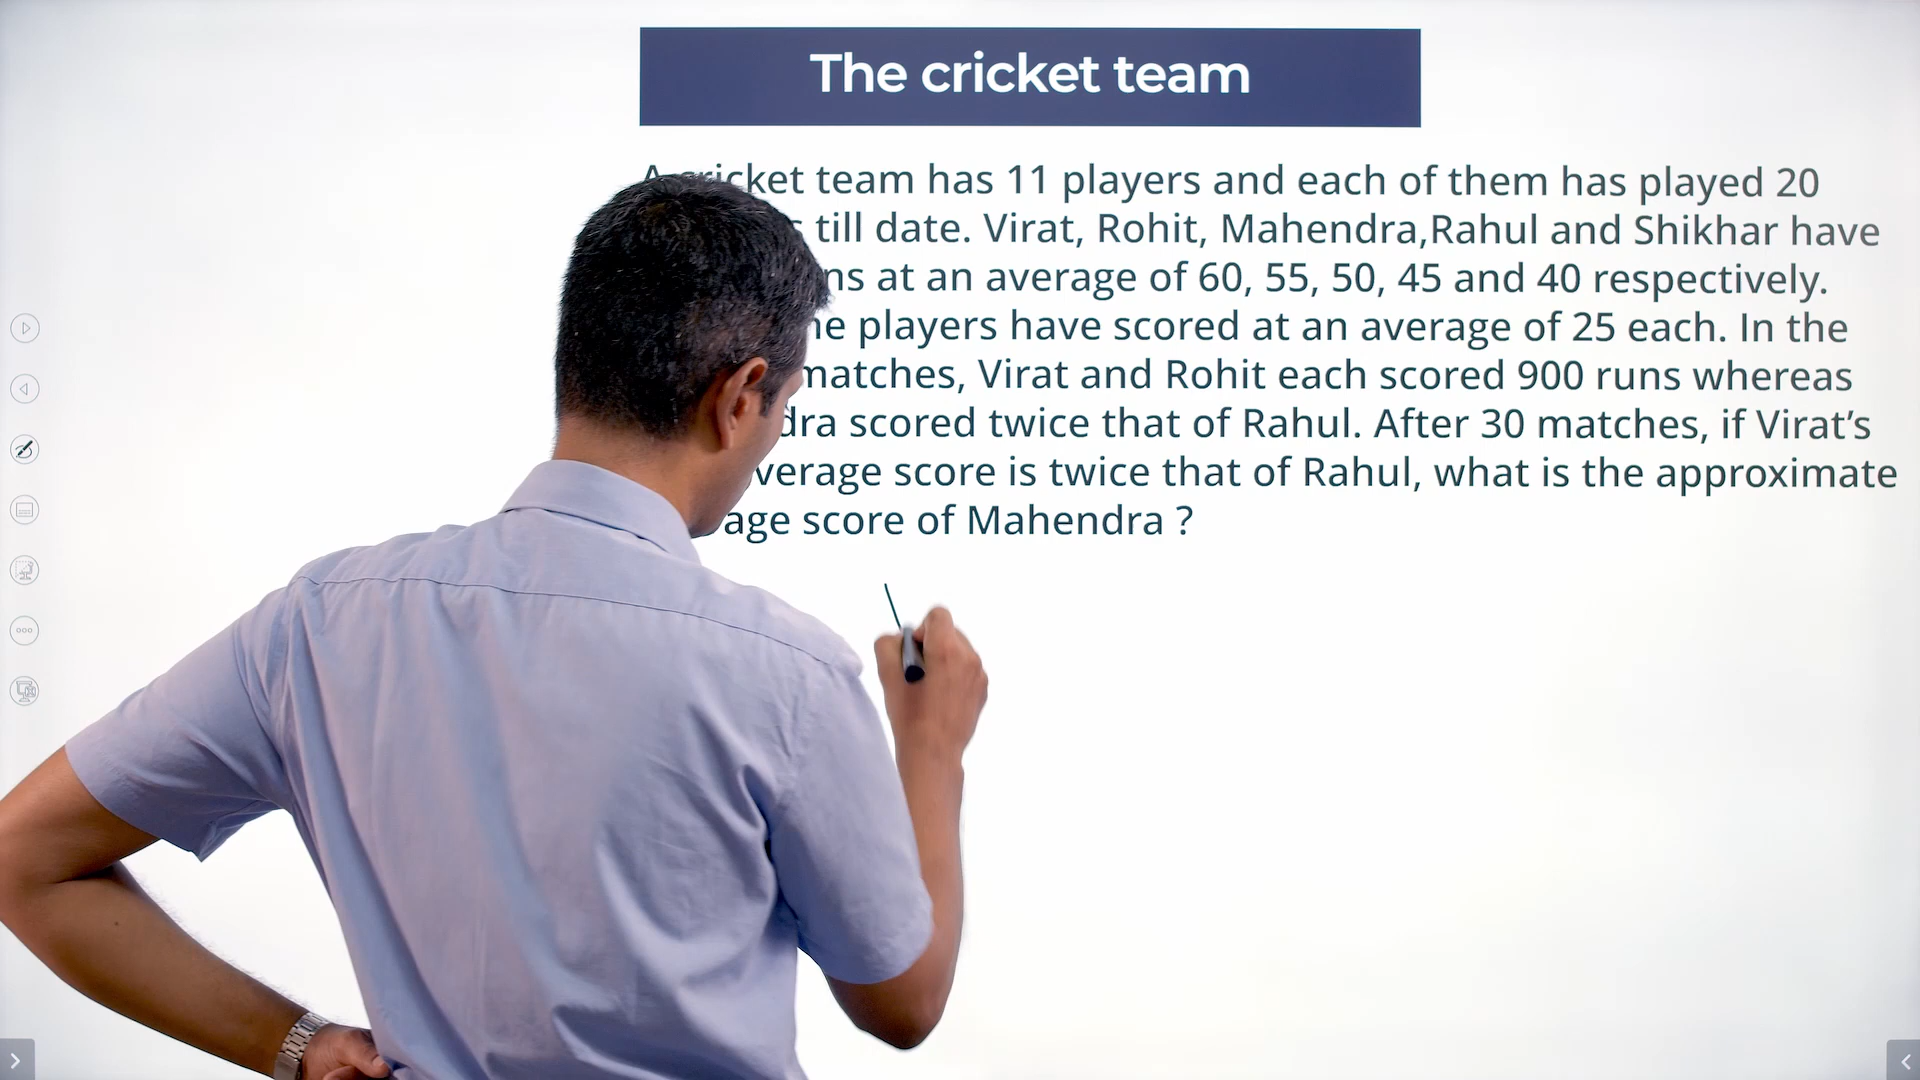 The cricket team
cricket team has 11 players and each of them has played 20
till date. Virat, Rohit, Mahendra,Rahul and Shikhar have
at an average of 60, 55, 50, 45 and 40 respectively.
players have scored at an average of 25 each. In the
matches, Virat and Rohit each scored 900 runs whereas
scored twice that of Rahul. After 30 matches, if Virat’s
average score is twice that of Rahul, what is the approximate
score of Mahendra ?